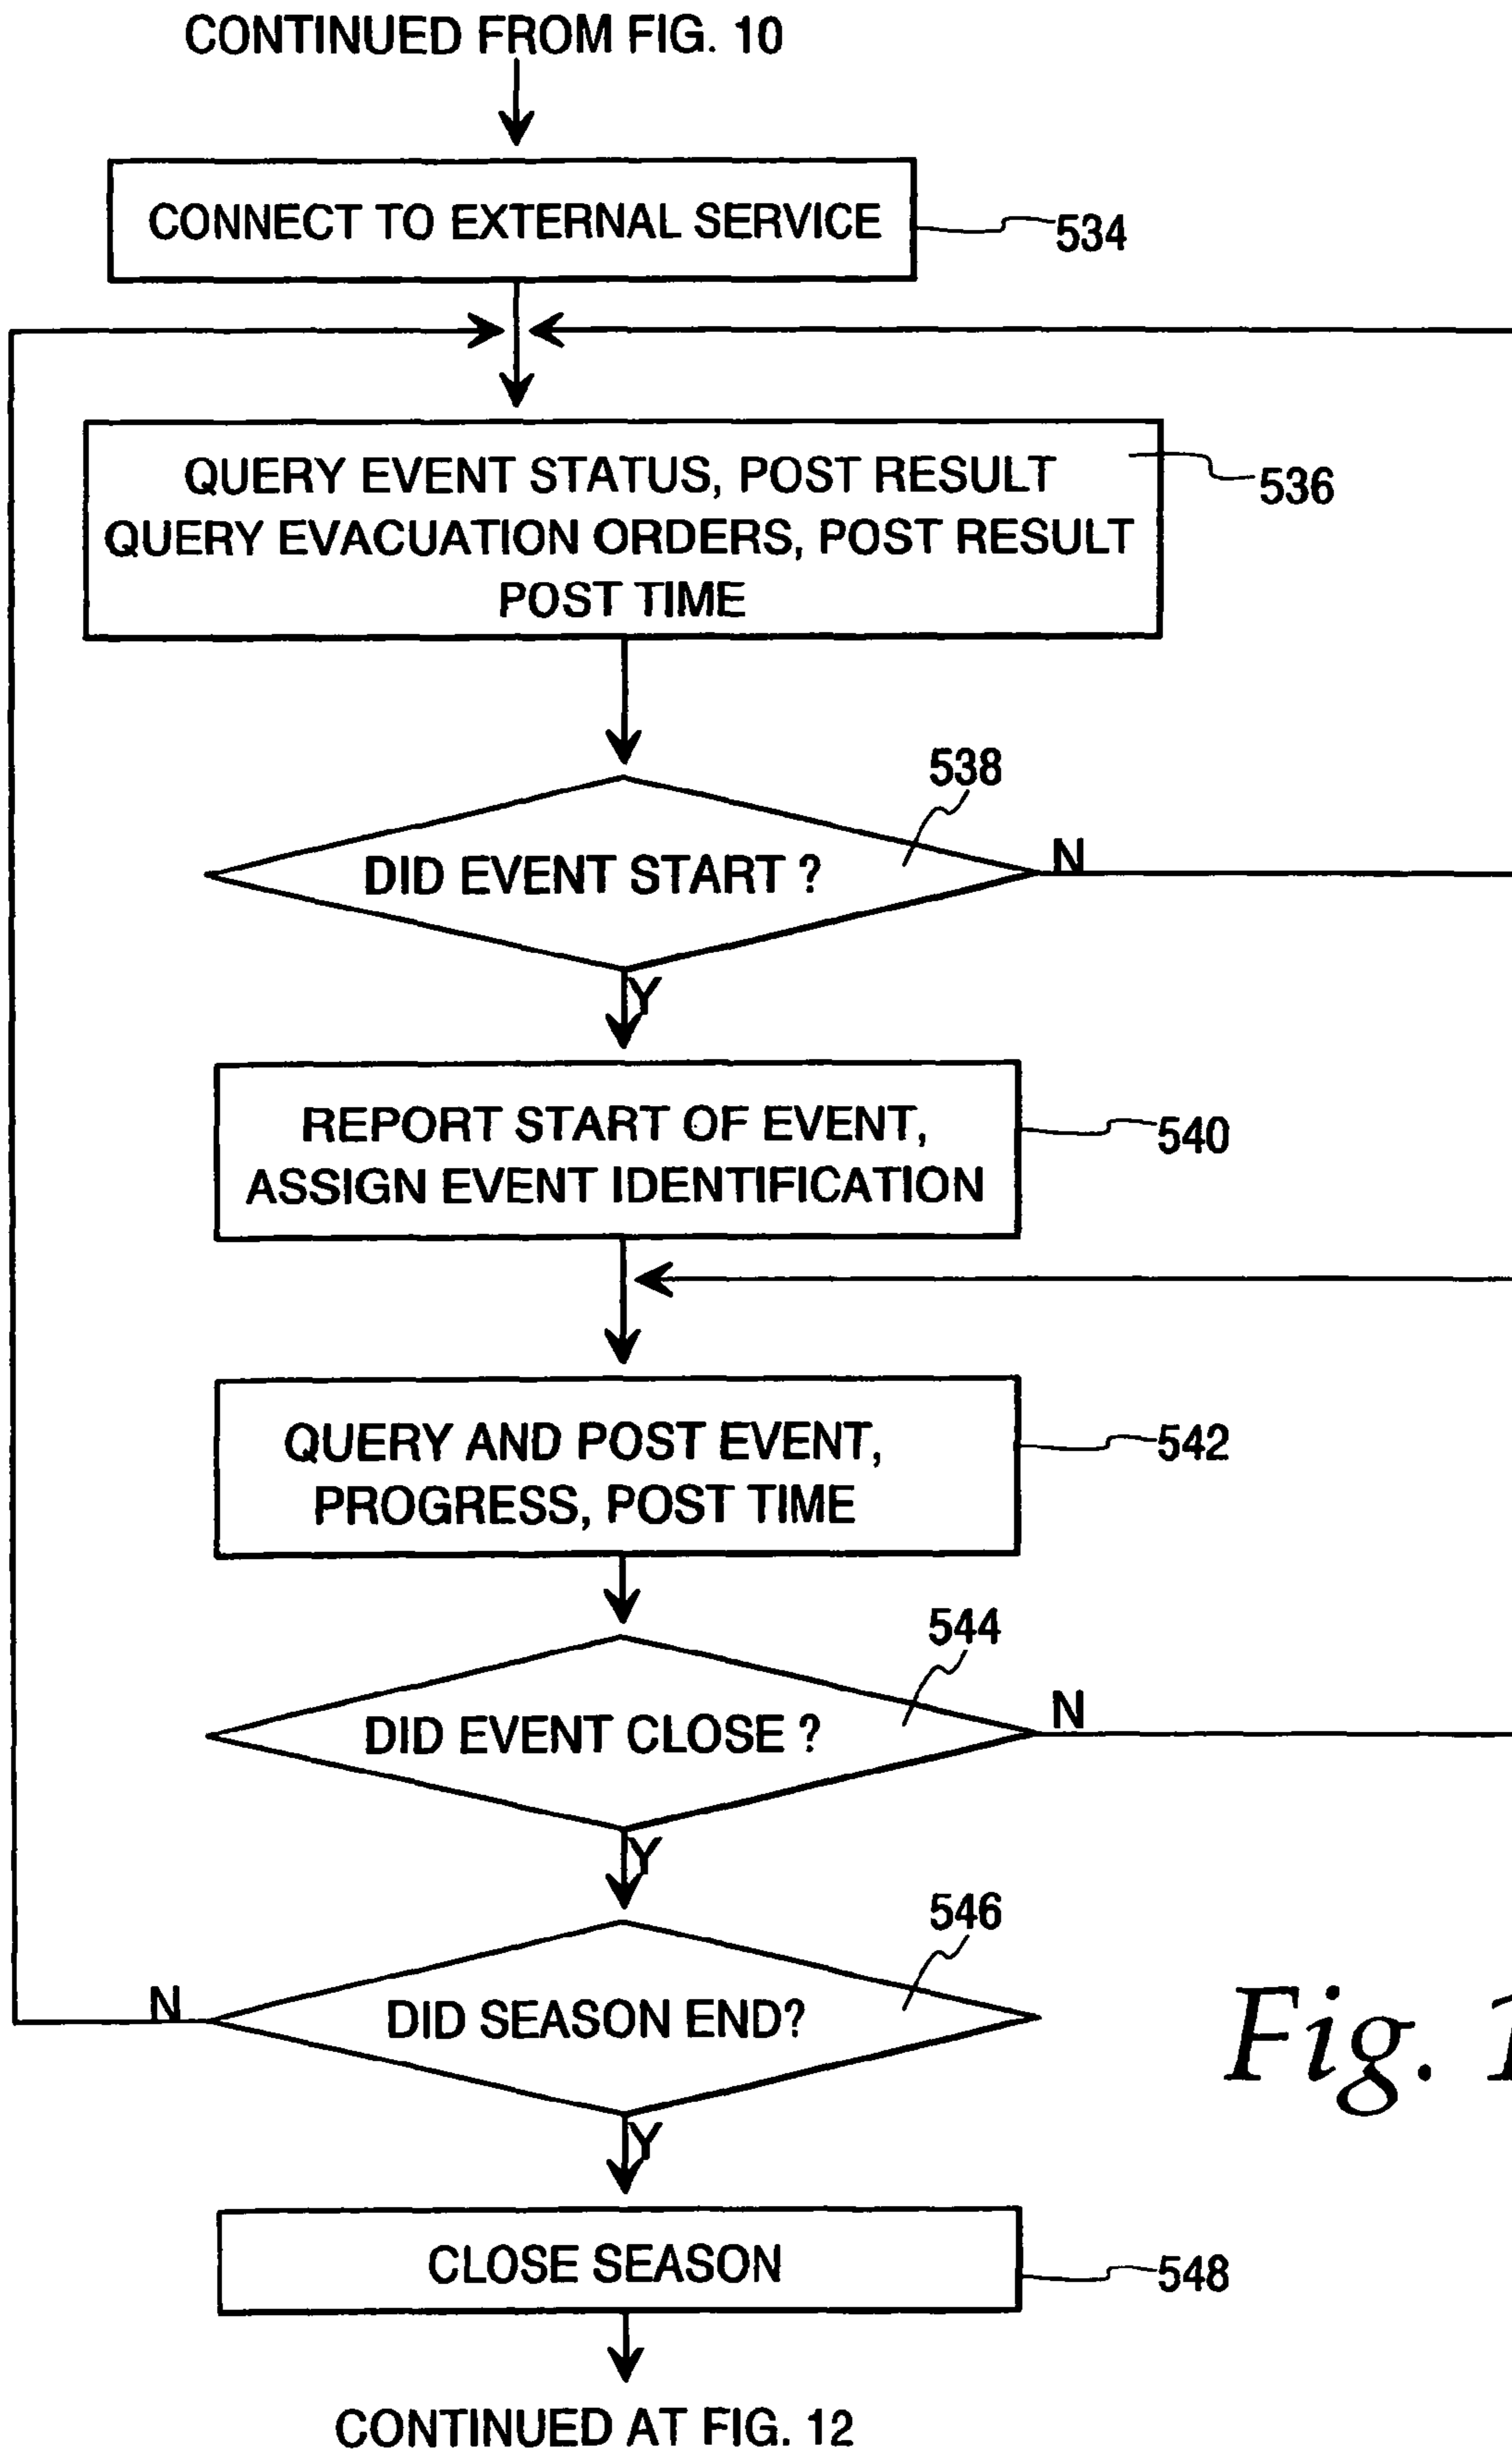 CONTINUED FROM FIG. 10
CONNECT TO EXTERNAL SERVICE
534
QUERY EVENT STATUS, POST RESULT
QUERY EVACUATION ORDERS, POST RESULT
POST TIME
536
538
DID EVENT START ?
N
Y
REPORT START OF EVENT,
ASSIGN EVENT IDENTIFICATION
540
QUERY AND POST EVENT,
PROGRESS, POST TIME
542
544
DID EVENT CLOSE ?
N
Y
546
DID SEASON END?
N
Y
Fig.
CLOSE SEASON
548
CONTINUED AT FIG. 12